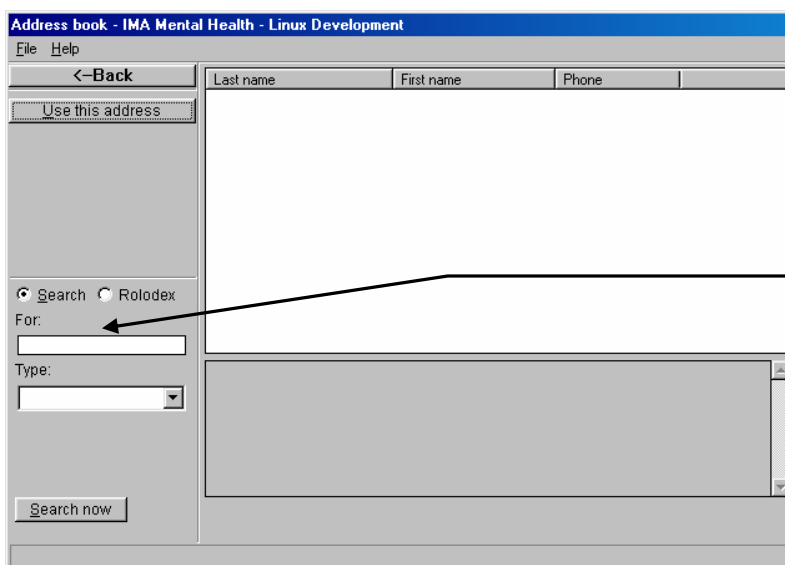 Address book - IMA Mental Health - Linux Development
File Help
<-Back
Last name First name Phone
Use this address
Search Rolodex
For:
Type:
Search now